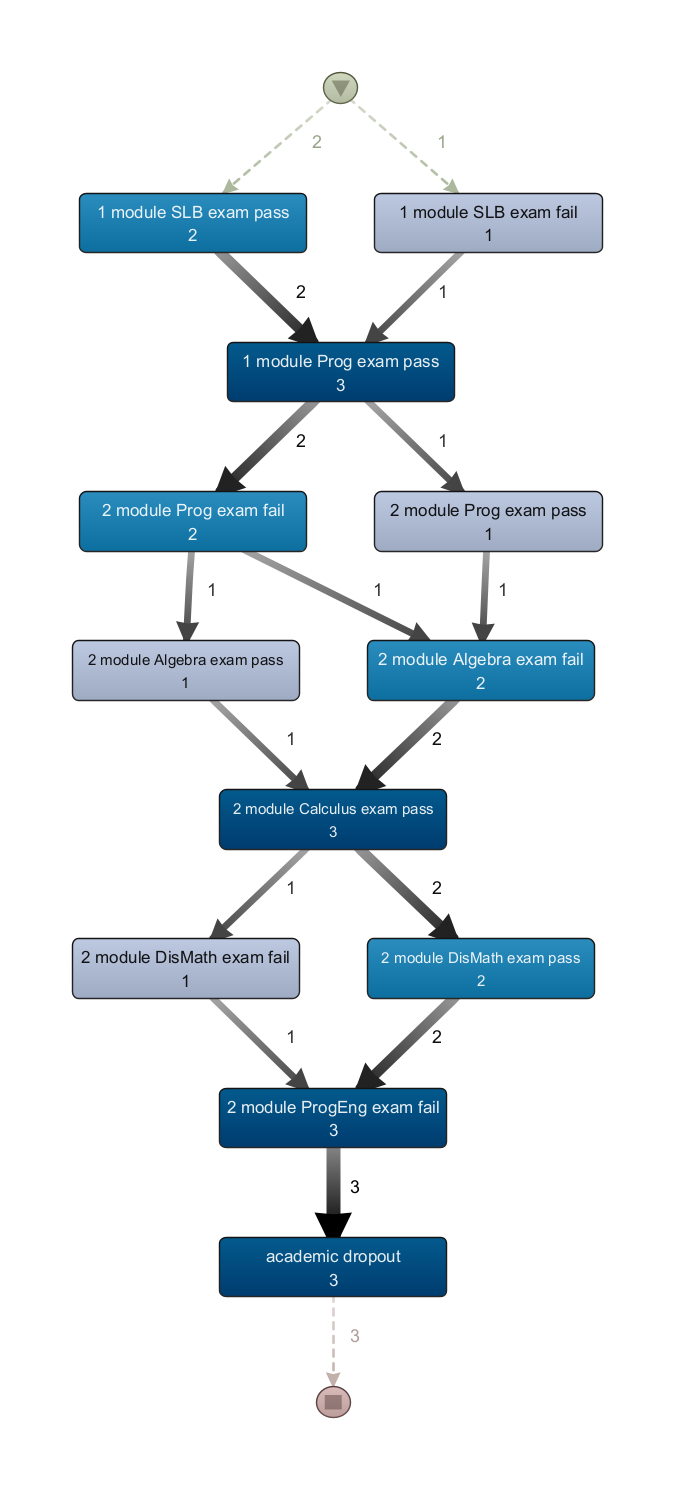 2
1
1 module SLB exam pass
2
1 module SLB exam fail
1
2
1
1 module Prog exam pass
3
2
1
2 module Prog exam fail
2
2 module Prog exam pass
1
1
1
1
2 module Algebra exam pass
1
2 module Algebra exam fail
2
1
2
2 module Calculus exam pass
3
1
2
2 module DisMath exam fail
1
2 module DisMath exam pass
2
1
2
2 module ProgEng exam fail
3
3
academic dropout
3
3